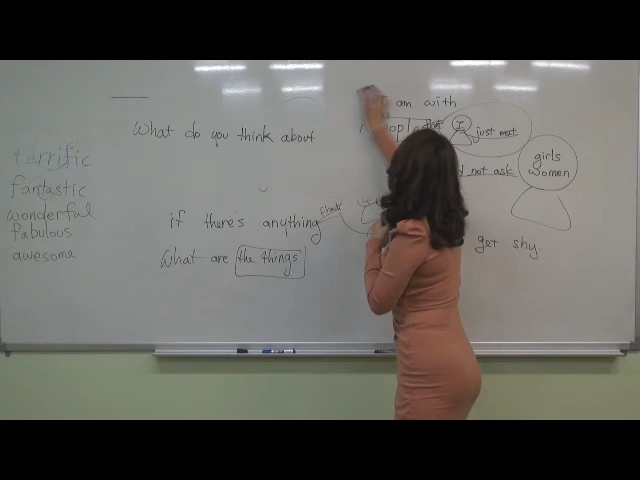 terrific
fantastic
wonderful
fabulous
awesome
What do you think about
if there's anything
that
What are the things
I am with
people that I just met
not ask
girls
women
get shy.